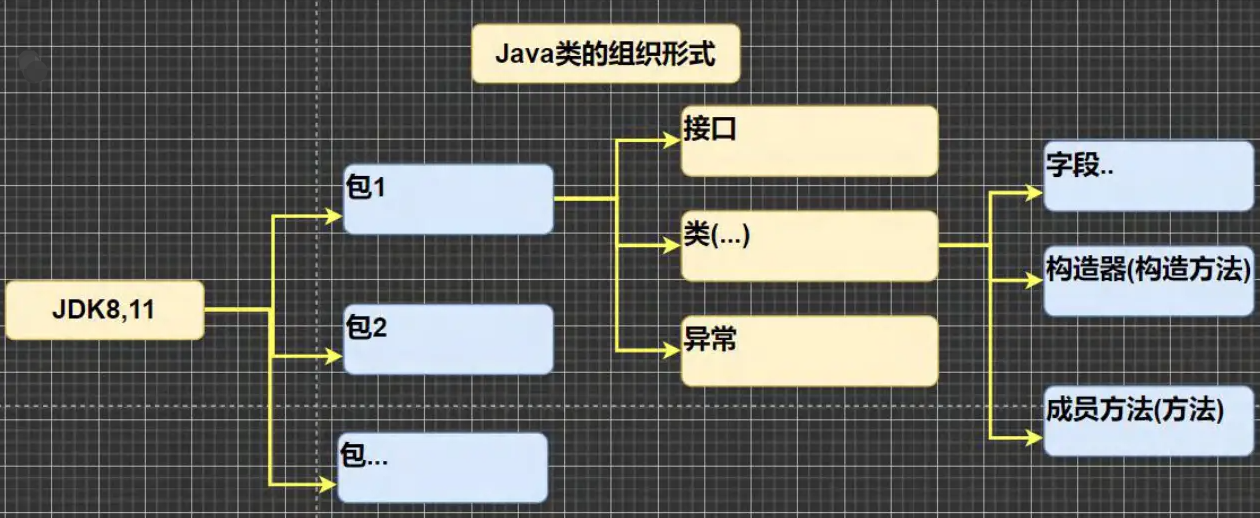 Java类的组织形式
JDK8,11
包1
包2
包...
接口
类(...)
异常
字段..
构造器(构造方法)
成员方法(方法)